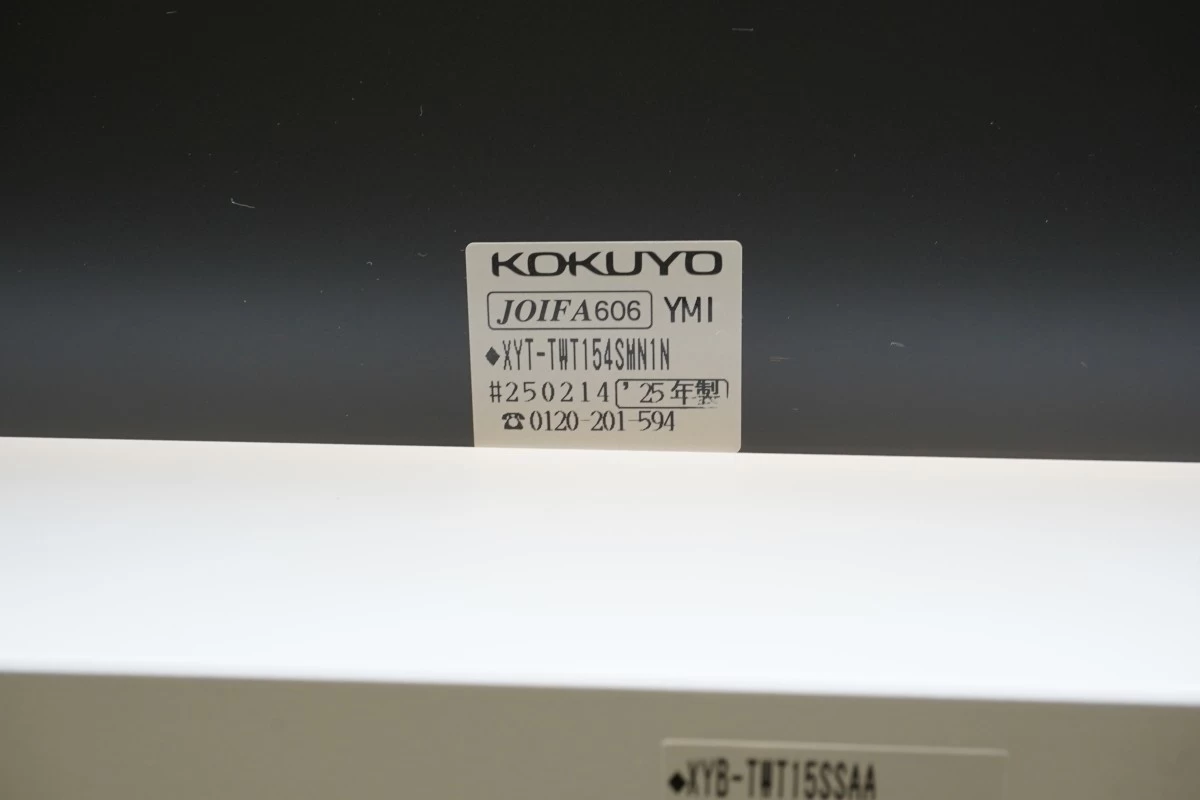 KOKUYO
JOIFA606 YMI
◆XYT-TWT154SMN1N
#250214 '25年製
☎0120-201-594
◆XYB-TWT15SSAA